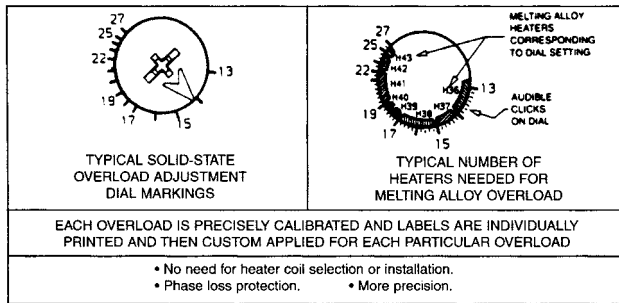 27
25
22
19
17
15
13
TYPICAL SOLID-STATE
OVERLOAD ADJUSTMENT
DIAL MARKINGS
MELTING ALLOY
HEATERS
CORRESPONDING
TO DIAL SETTING
27
25
22
19
17
15
13
H43
H42
H41
H40
H39
H38
H37
H36
AUDIBLE
CLICKS
ON DIAL
TYPICAL NUMBER OF
HEATERS NEEDED FOR
MELTING ALLOY OVERLOAD
EACH OVERLOAD IS PRECISELY CALIBRATED AND LABELS ARE INDIVIDUALLY
PRINTED AND THEN CUSTOM APPLIED FOR EACH PARTICULAR OVERLOAD
• No need for heater coil selection or installation.
• Phase loss protection. • More precision.